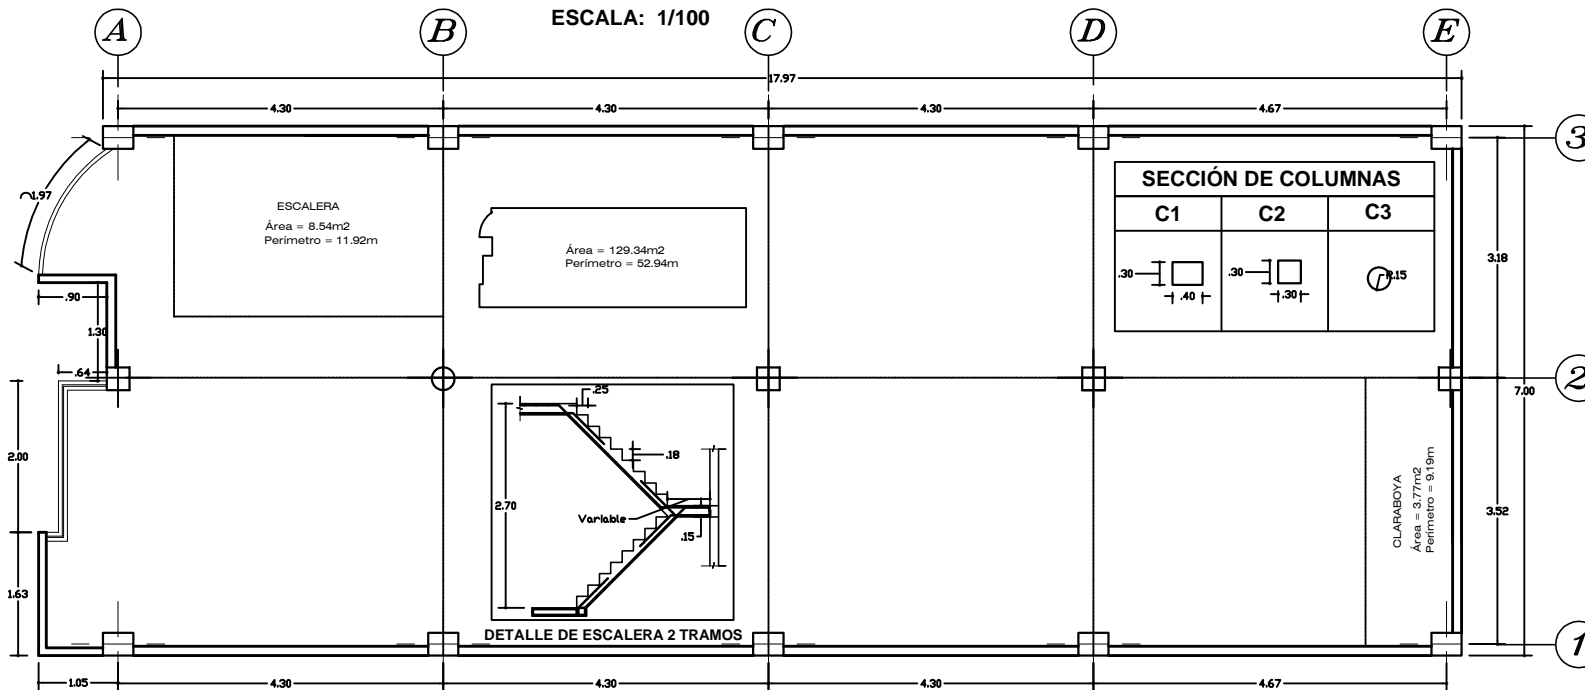 ESCALA: 1/100
A
B
C
D
E
17.97
4.30
4.30
4.30
4.67
3
1.97
ESCALERA
Área = 8.54m2
Perímetro = 11.92m
Área = 129.34m2
Perímetro = 52.94m
SECCIÓN DE COLUMNAS
C1
C2
C3
.30
.40
.30
.30
R.15
3.18
.90
1.30
.64
2
7.00
.25
.18
2.70
Variable
.15
2.00
CLARABOYA
Área = 3.77m2
Perímetro = 9.19m
3.52
1.63
DETALLE DE ESCALERA 2 TRAMOS
1
1.05
4.30
4.30
4.30
4.67